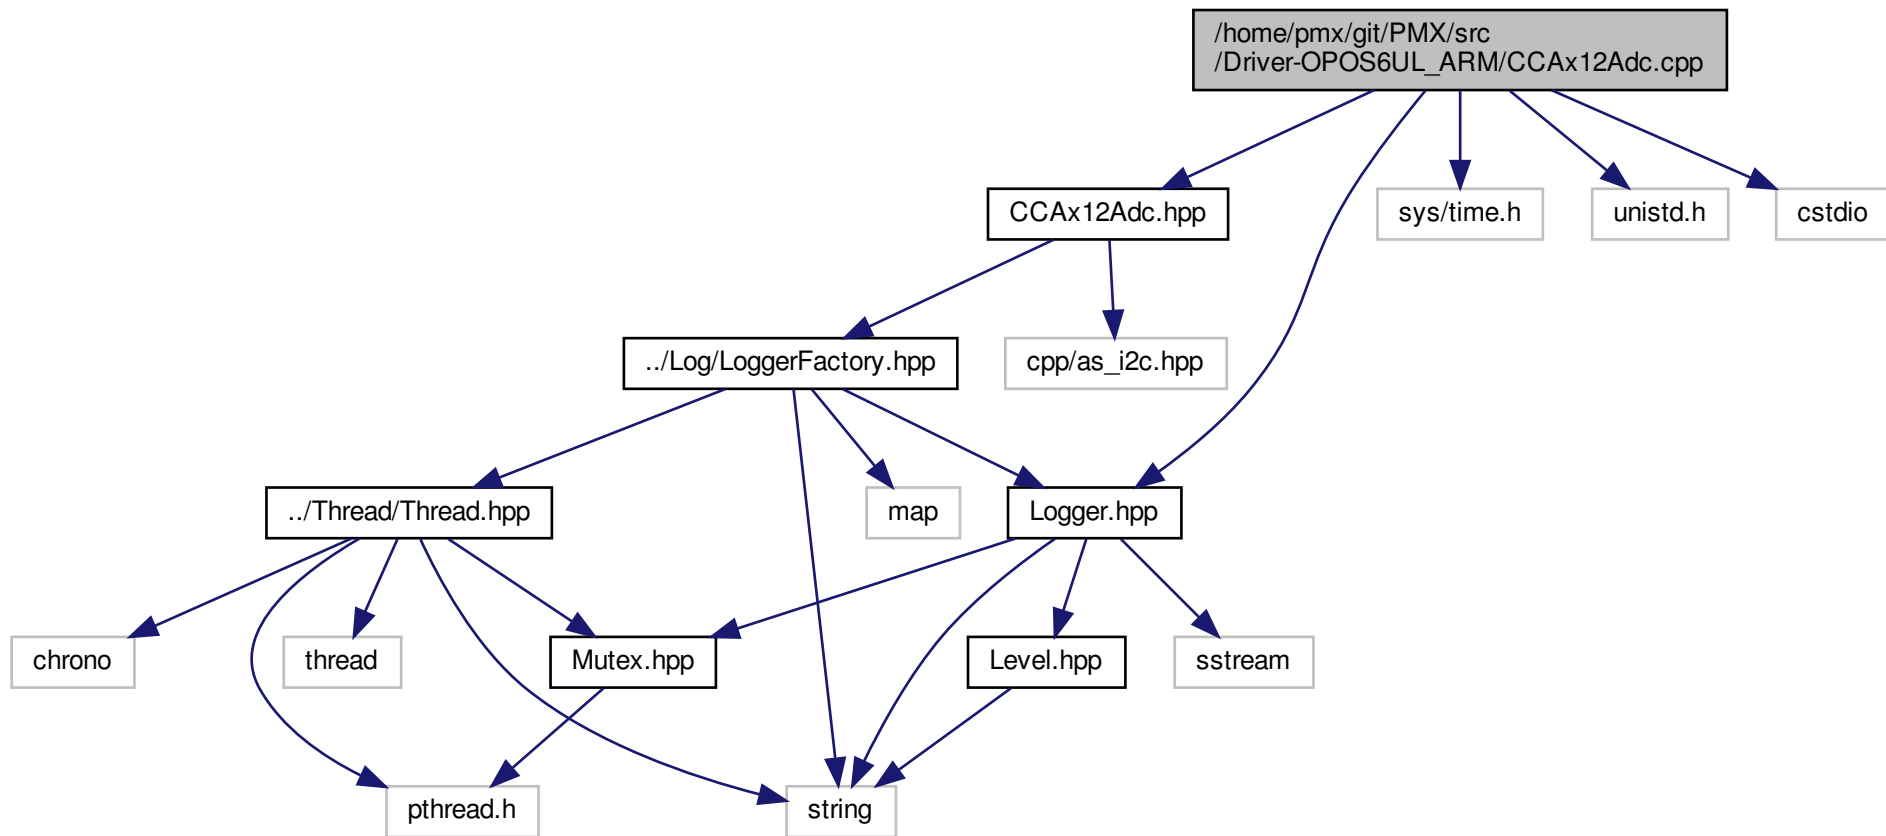 /home/pmx/git/PMX/src
/Driver-OPOS6UL_ARM/CCAx12Adc.cpp
CCAx12Adc.hpp
sys/time.h
unistd.h
cstdio
../Log/LoggerFactory.hpp
cpp/as_i2c.hpp
../Thread/Thread.hpp
map
Logger.hpp
chrono
thread
Mutex.hpp
Level.hpp
sstream
pthread.h
string